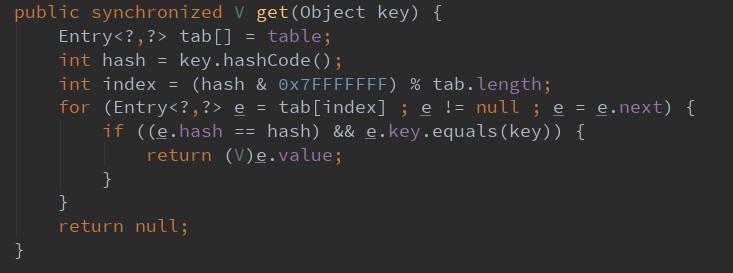 public synchronized V get(Object key) {
    Entry<?,?> tab[] = table;
    int hash = key.hashCode();
    int index = (hash & 0x7FFFFFFF) % tab.length;
    for (Entry<?,?> e = tab[index] ; e != null ; e = e.next) {
        if ((e.hash == hash) && e.key.equals(key)) {
            return (V)e.value;
        }
    }
    return null;
}